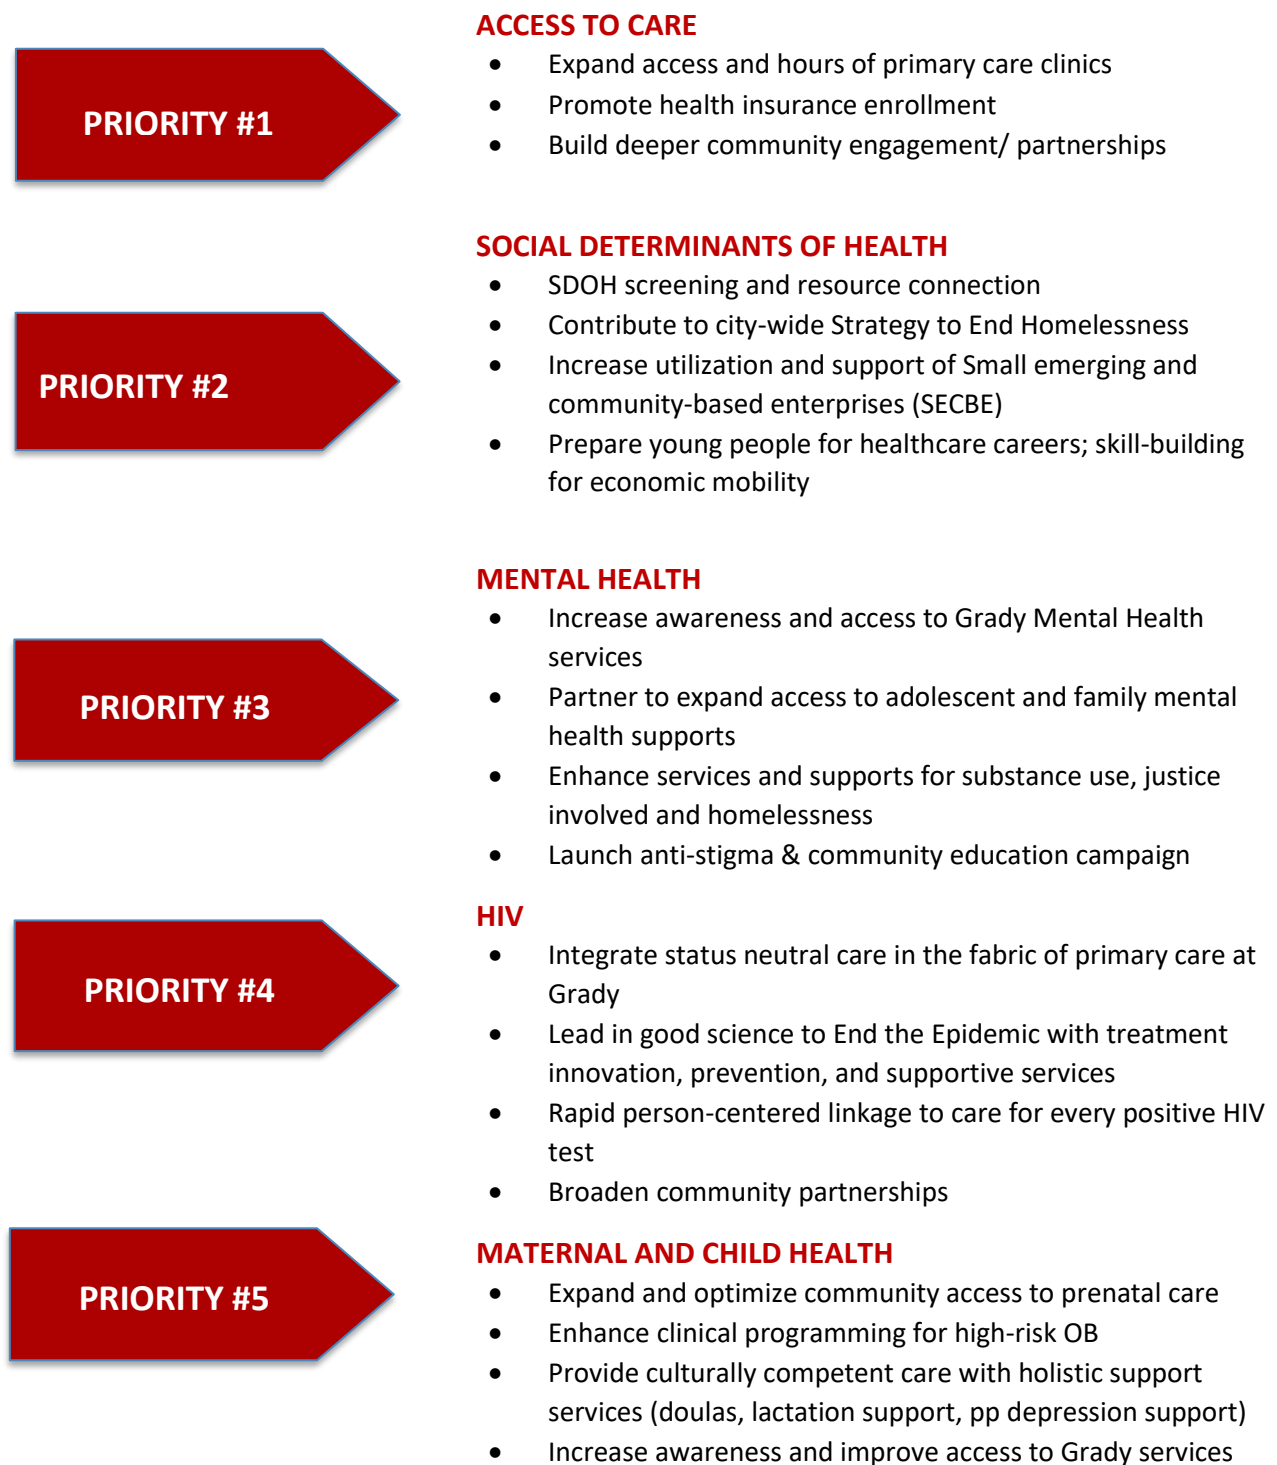 ACCESS TO CARE
PRIORITY #1
• Expand access and hours of primary care clinics
• Promote health insurance enrollment
• Build deeper community engagement/ partnerships
SOCIAL DETERMINANTS OF HEALTH
PRIORITY #2
• SDOH screening and resource connection
• Contribute to city-wide Strategy to End Homelessness
• Increase utilization and support of Small emerging and
community-based enterprises (SECBE)
• Prepare young people for healthcare careers; skill-building
for economic mobility
MENTAL HEALTH
PRIORITY #3
• Increase awareness and access to Grady Mental Health
services
• Partner to expand access to adolescent and family mental
health supports
• Enhance services and supports for substance use, justice
involved and homelessness
• Launch anti-stigma & community education campaign
HIV
PRIORITY #4
• Integrate status neutral care in the fabric of primary care at
Grady
• Lead in good science to End the Epidemic with treatment
innovation, prevention, and supportive services
• Rapid person-centered linkage to care for every positive HIV
test
• Broaden community partnerships
MATERNAL AND CHILD HEALTH
PRIORITY #5
• Expand and optimize community access to prenatal care
• Enhance clinical programming for high-risk OB
• Provide culturally competent care with holistic support
services (doulas, lactation support, pp depression support)
• Increase awareness and improve access to Grady services